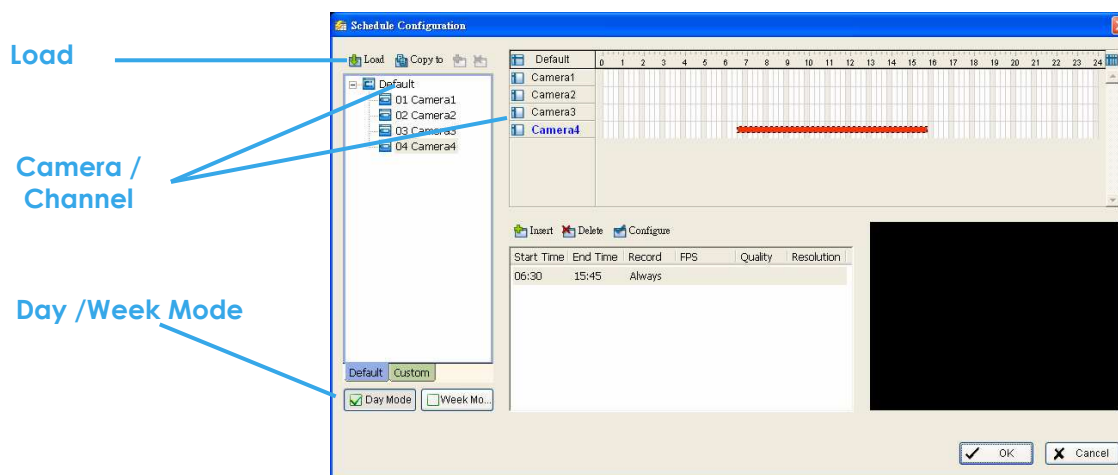 Schedule Configuration
Load
Load Copy to
Default 0 1 2 3 4 5 6 7 8 9 10 11 12 13 14 15 16 17 18 19 20 21 22 23 24
Default
01 Camera1
02 Camera2
03 Camera3
04 Camera4
Camera1
Camera2
Camera3
Camera4
Camera /
Channel
Insert Delete Configure
Start Time End Time Record FPS Quality Resolution
06:30 15:45 Always
Day /Week Mode
Default Custom
Day Mode Week Mo...
OK Cancel